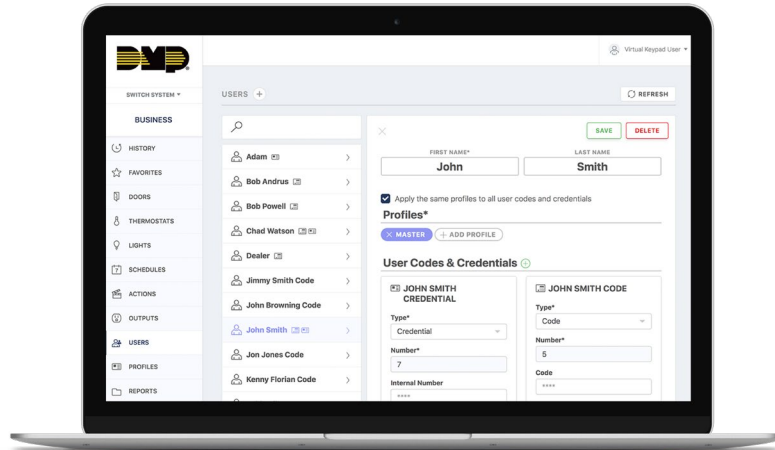 DMP
Virtual Keypad User
SWITCH SYSTEM
BUSINESS
HISTORY
FAVORITES
DOORS
THERMOSTATS
LIGHTS
7 SCHEDULES
ACTIONS
OUTPUTS
USERS
PROFILES
REPORTS
USERS +
REFRESH
Adam
Bob Andrus
Bob Powell
Chad Watson
Dealer
Jimmy Smith Code
John Browning Code
John Smith
Jon Jones Code
Kenny Florian Code
SAVE DELETE
FIRST NAME* LAST NAME
John Smith
Apply the same profiles to all user codes and credentials
Profiles*
× MASTER + ADD PROFILE
User Codes & Credentials
JOHN SMITH
CREDENTIAL
Type*
Credential
Number*
7
Internal Number
****
JOHN SMITH CODE
Type*
Code
Number*
5
Code
****